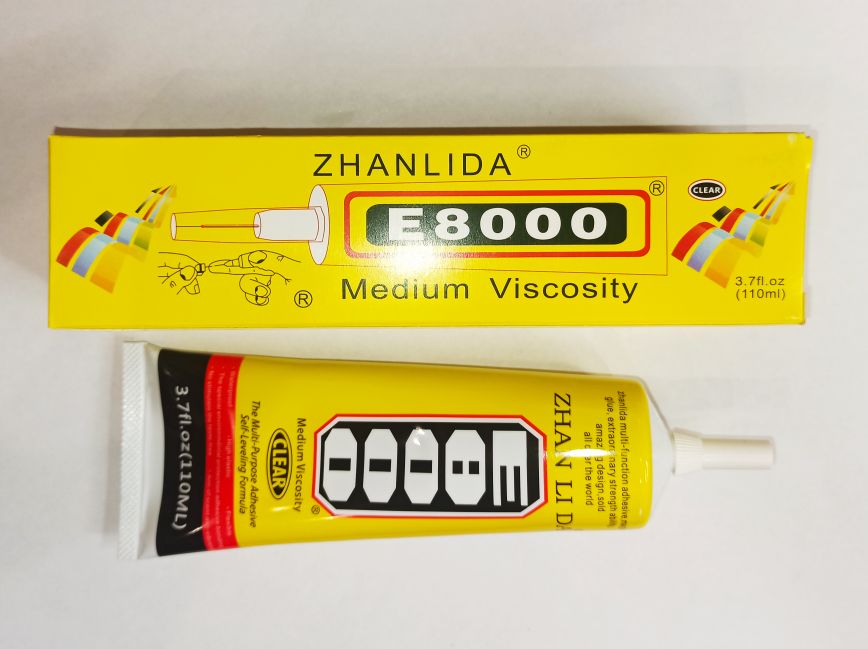 ZHANLIDA®
CLEAR
®
E8000
®
Medium Viscosity
3.7fl.oz
(110ml)
zhanlida multi-function adhesive
glue, extraordinary strength
amazing design, sold
all over the world
ZHAN LI DA
E8000
®
Medium Viscosity
CLEAR
The Multi-Purpose Adhesive
Self-Leveling Formula
3.7fl.oz(110ML)